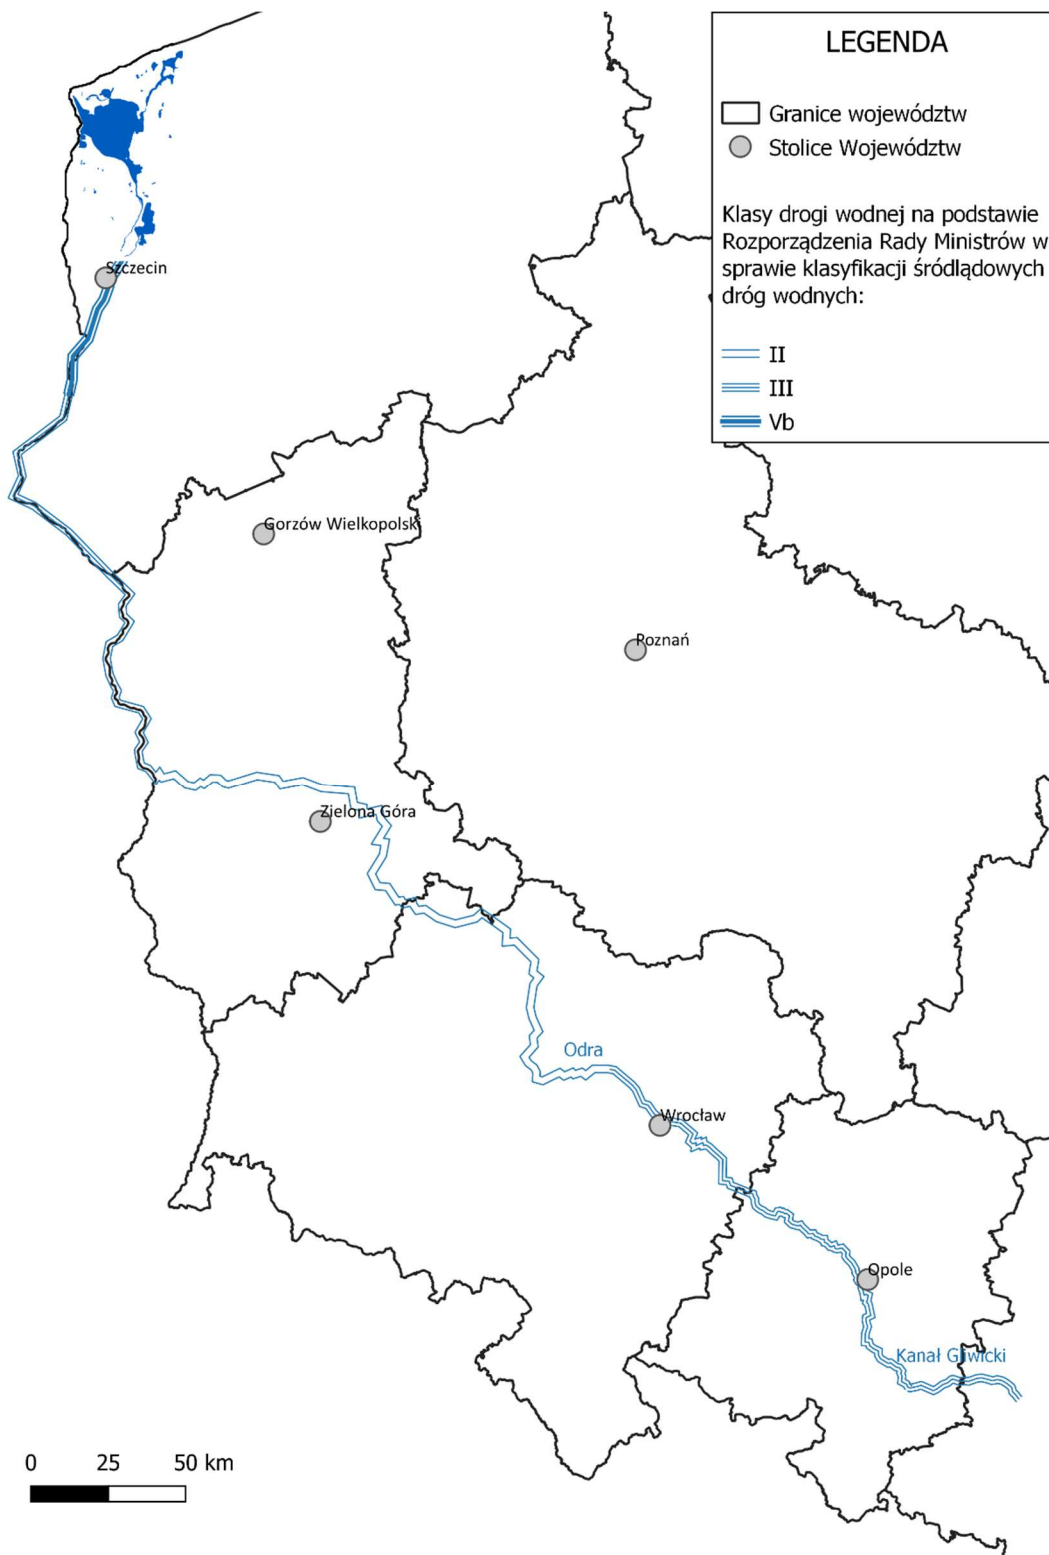 LEGENDA
Granice województw
Stolice Województw
Klasy drogi wodnej na podstawie
Rozporządzenia Rady Ministrów w
sprawie klasyfikacji śródlądowych
dróg wodnych:
II
III
Vb
Szczecin
Gorzów Wielkopolski
Poznań
Zielona Góra
Odra
Wrocław
Opole
Kanał Gliwicki
0 25 50 km